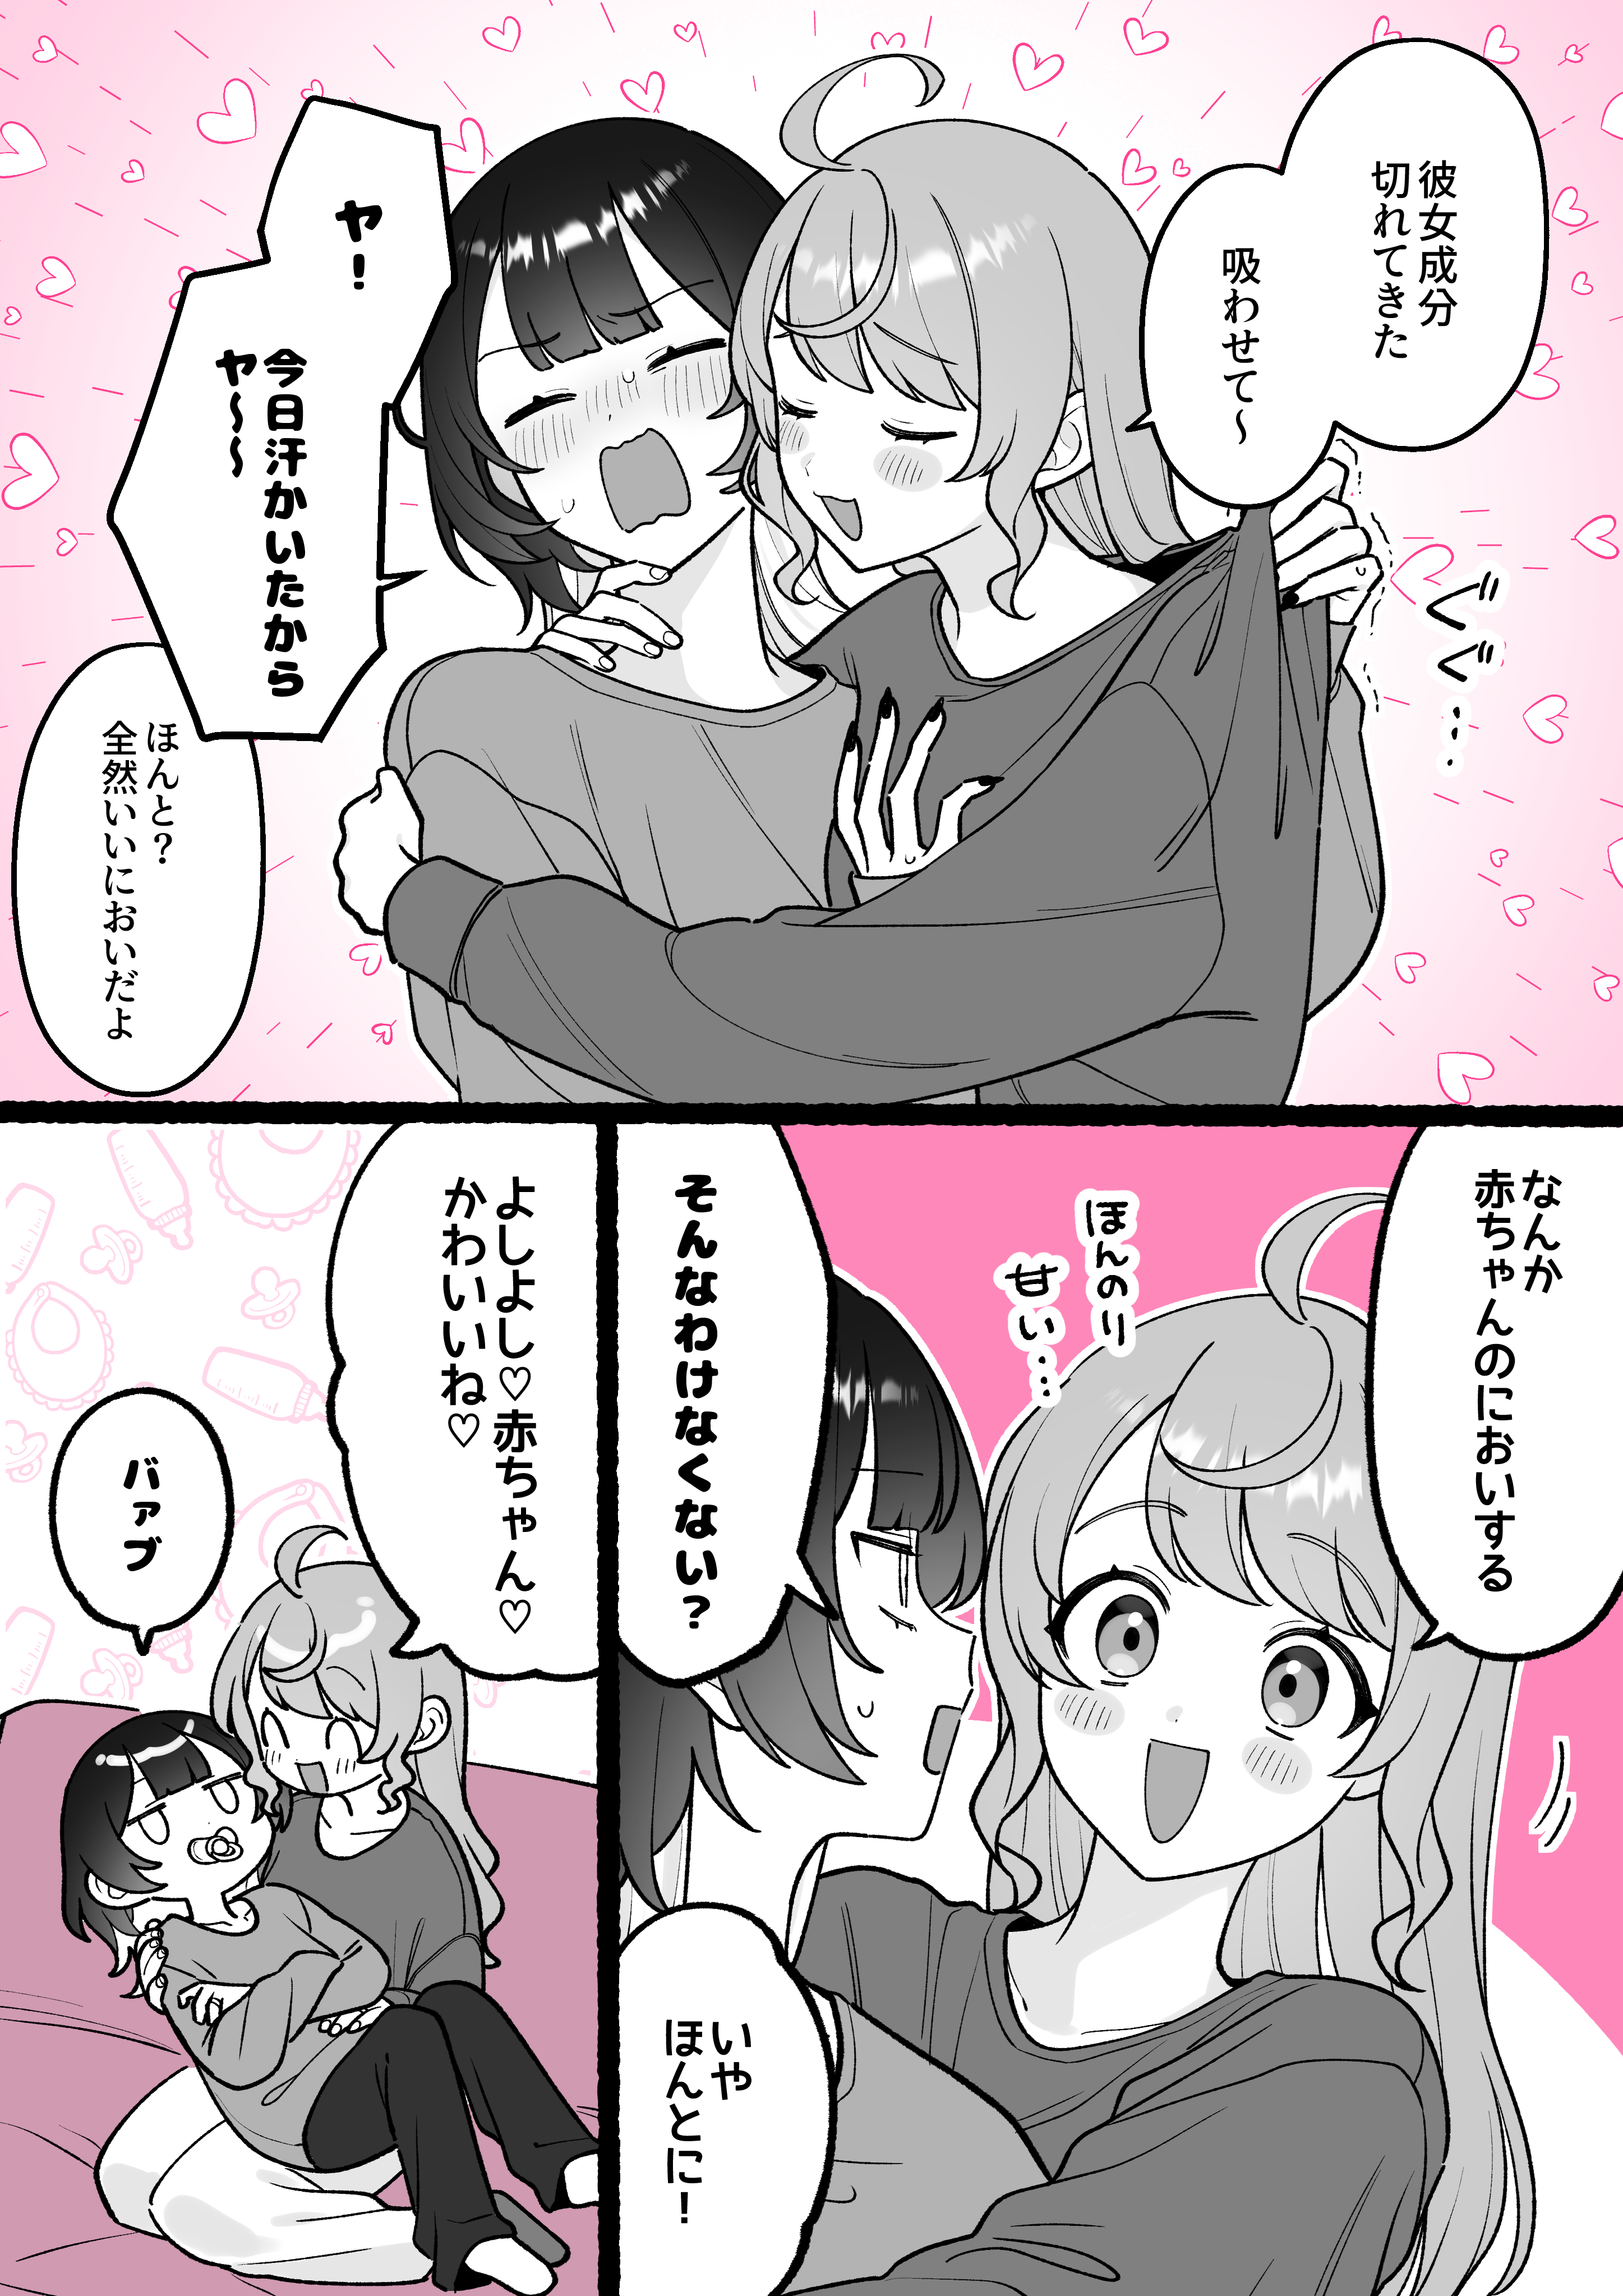 彼女成分
切れてきた
吸わせて〜
ヤ！
今日汗かいたから
ヤ〜〜
ぐぐ…
ほんと？
全然いいにおいだよ
なんか
赤ちゃんのにおいする
ほんのり
甘い…
そんなわけなくない？
いや
ほんとに！
よしよし♡赤ちゃん♡
かわいいね♡
バァブ